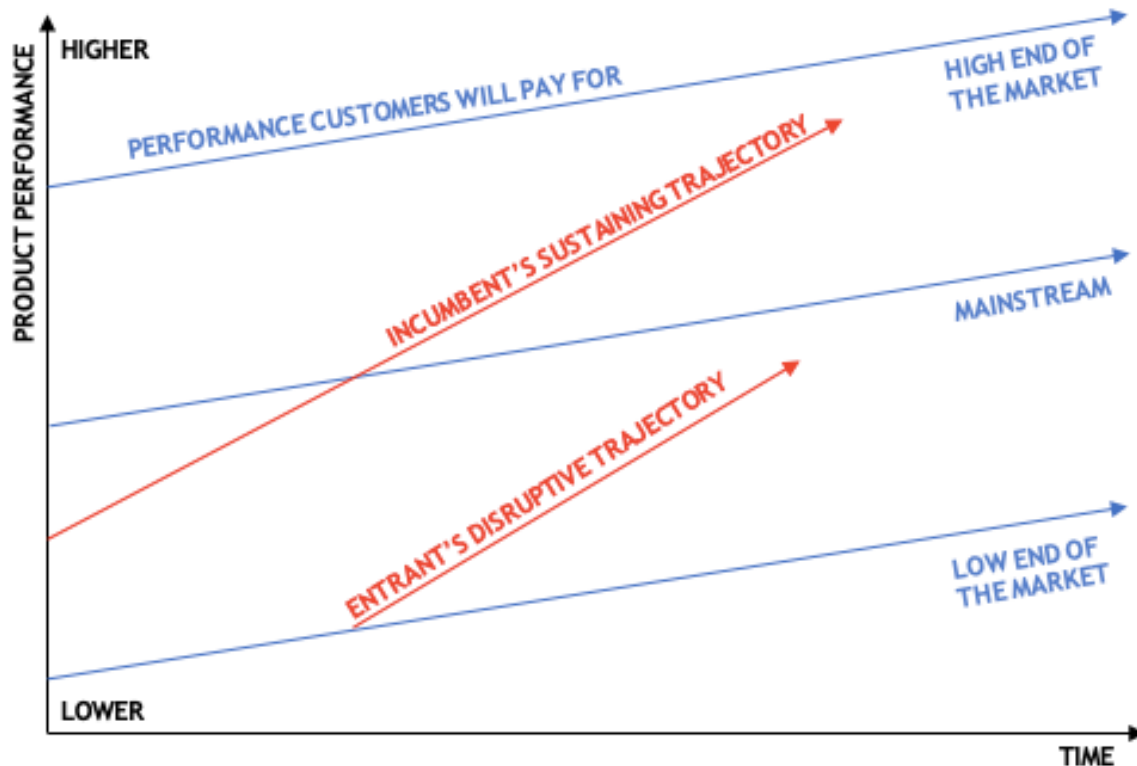 HIGHER
PRODUCT PERFORMANCE
PERFORMANCE CUSTOMERS WILL PAY FOR
HIGH END OF
THE MARKET
INCUMBENT'S SUSTAINING TRAJECTORY
MAINSTREAM
ENTRANT'S DISRUPTIVE TRAJECTORY
LOW END OF
THE MARKET
LOWER
TIME